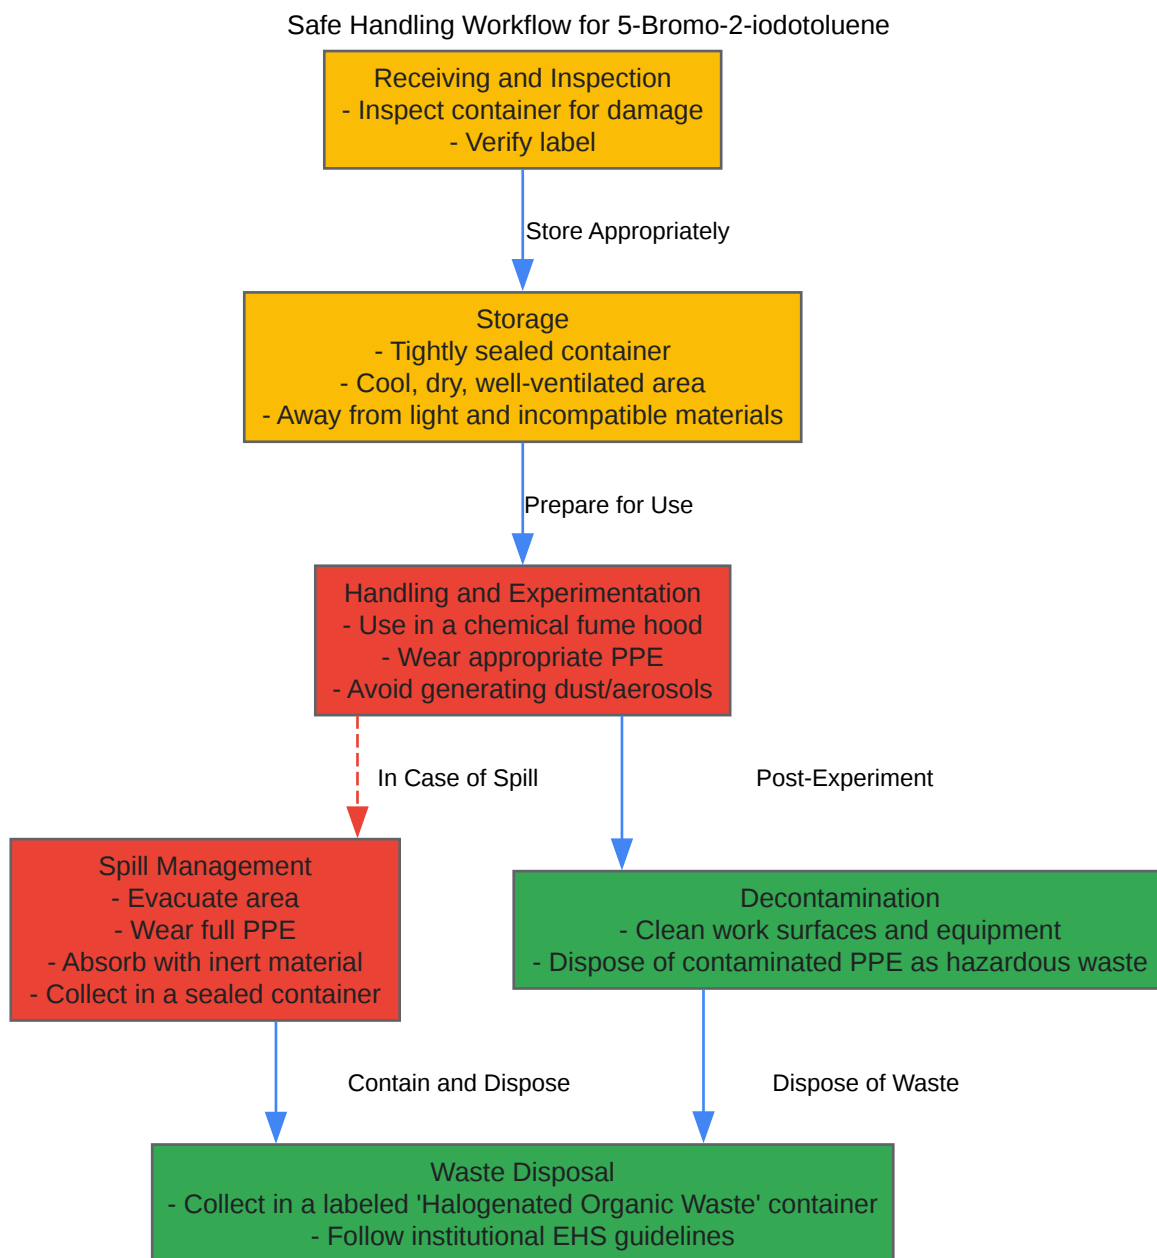 Safe Handling Workflow for 5-Bromo-2-iodotoluene
Receiving and Inspection
- Inspect container for damage
- Verify label
Store Appropriately
Storage
- Tightly sealed container
- Cool, dry, well-ventilated area
- Away from light and incompatible materials
Prepare for Use
Handling and Experimentation
- Use in a chemical fume hood
- Wear appropriate PPE
- Avoid generating dust/aerosols
In Case of Spill
Post-Experiment
Spill Management
- Evacuate area
- Wear full PPE
- Absorb with inert material
- Collect in a sealed container
Decontamination
- Clean work surfaces and equipment
- Dispose of contaminated PPE as hazardous waste
Contain and Dispose
Dispose of Waste
Waste Disposal
- Collect in a labeled 'Halogenated Organic Waste' container
- Follow institutional EHS guidelines